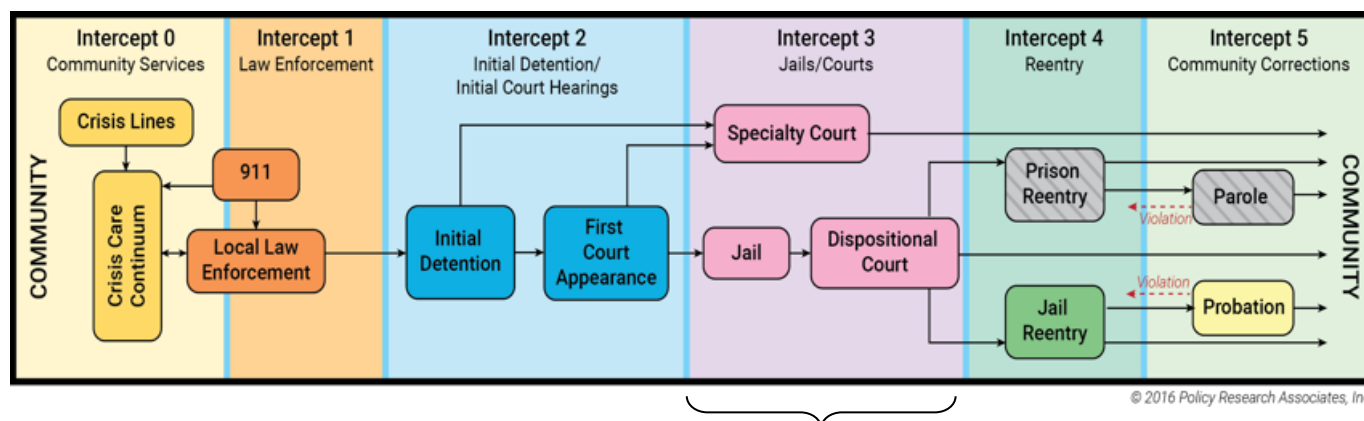 Intercept 0
Community Services
Intercept 1
Law Enforcement
Intercept 2
Initial Detention/
Initial Court Hearings
Intercept 3
Jails/Courts
Intercept 4
Reentry
Intercept 5
Community Corrections
COMMUNITY
Crisis Lines
Crisis Care
Continuum
911
Local Law
Enforcement
Initial
Detention
First
Court
Appearance
Specialty Court
Jail
Dispositional
Court
Prison
Reentry
Parole
Violation
Jail
Reentry
Violation
Probation
COMMUNITY
© 2016 Policy Research Associates, In